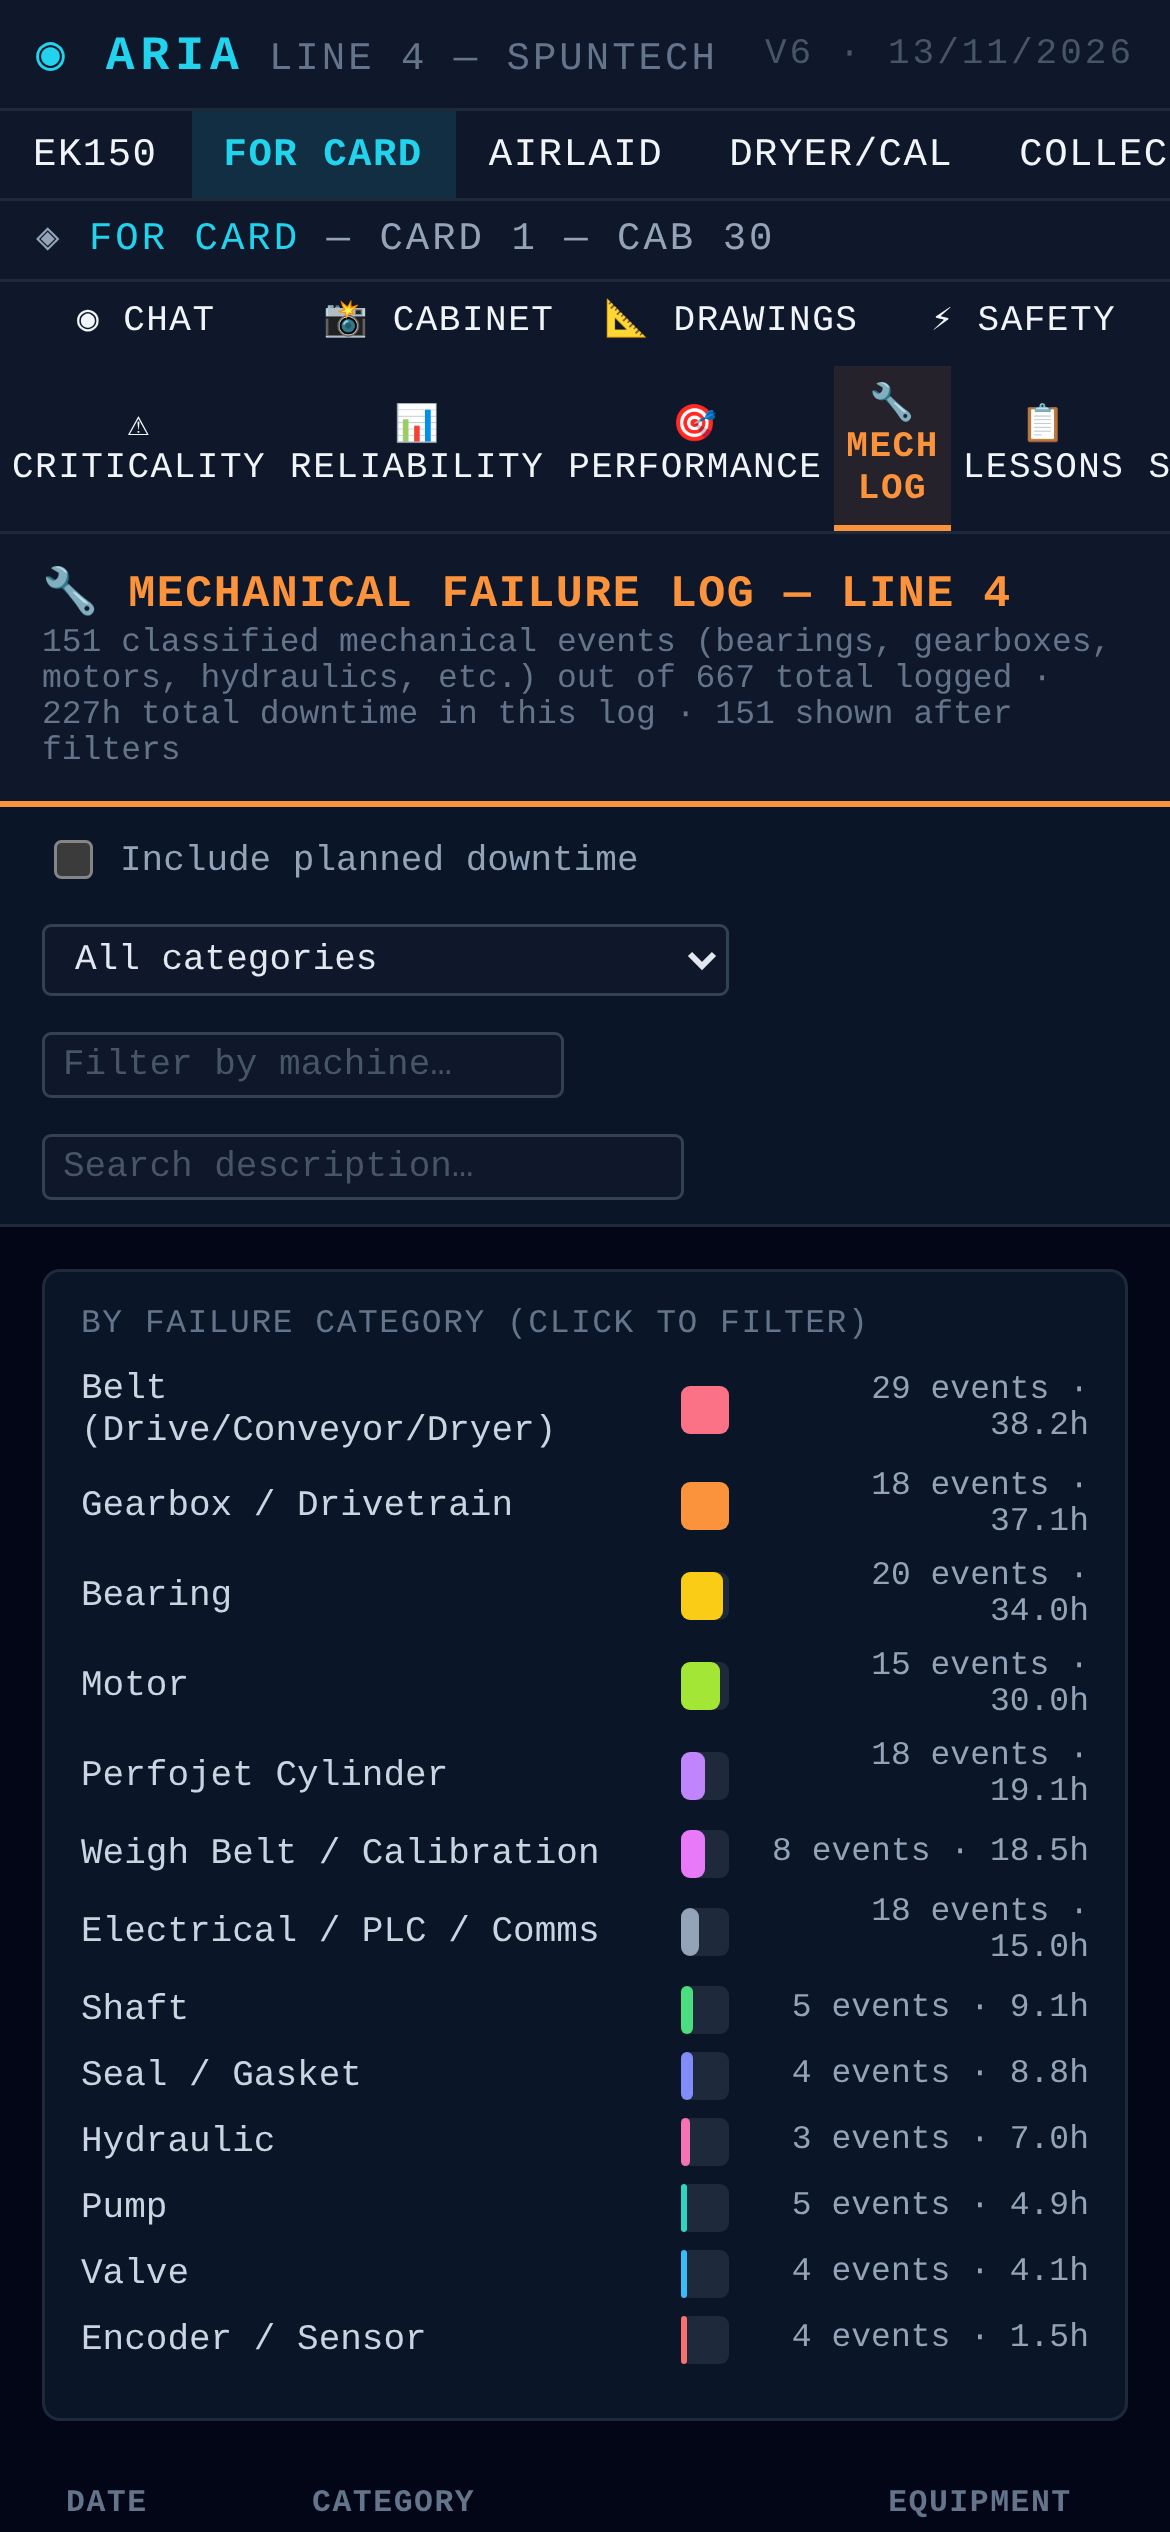 ◉ ARIA LINE 4 — SPUNTECH V6 · 13/11/2026
EK150 FOR CARD AIRLAID DRYER/CAL COLLEC
◈ FOR CARD — CARD 1 — CAB 30
◉ CHAT 📸 CABINET 📐 DRAWINGS ⚡ SAFETY
⚠ CRITICALITY 📊 RELIABILITY 🎯 PERFORMANCE 🔧 MECH LOG 📋 LESSONS S
🔧 MECHANICAL FAILURE LOG — LINE 4
151 classified mechanical events (bearings, gearboxes,
motors, hydraulics, etc.) out of 667 total logged ·
227h total downtime in this log · 151 shown after
filters
Include planned downtime
All categories
Filter by machine…
Search description…
BY FAILURE CATEGORY (CLICK TO FILTER)
Belt
(Drive/Conveyor/Dryer)
29 events ·
38.2h
Gearbox / Drivetrain
18 events ·
37.1h
Bearing
20 events ·
34.0h
Motor
15 events ·
30.0h
Perfojet Cylinder
18 events ·
19.1h
Weigh Belt / Calibration 8 events · 18.5h
Electrical / PLC / Comms
18 events ·
15.0h
Shaft 5 events · 9.1h
Seal / Gasket 4 events · 8.8h
Hydraulic 3 events · 7.0h
Pump 5 events · 4.9h
Valve 4 events · 4.1h
Encoder / Sensor 4 events · 1.5h
DATE CATEGORY EQUIPMENT